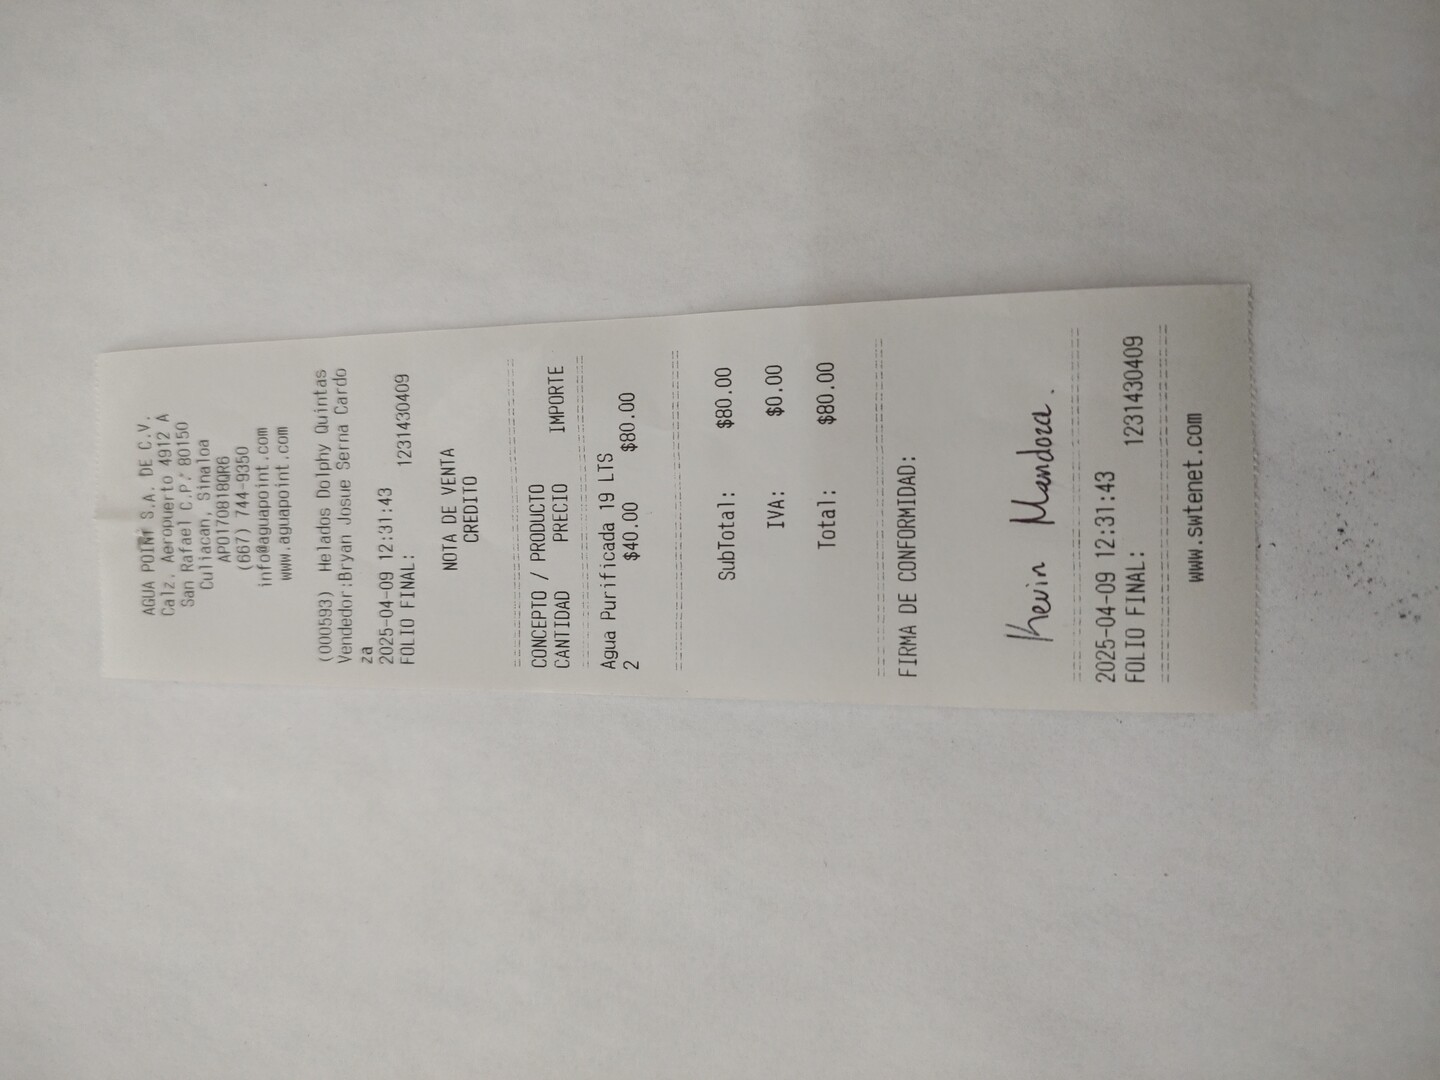 AGUA POINT S.A. DE C.V.
Calz. Aeropuerto 4912 A
San Rafael C.P. 80150
Culiacan, Sinaloa
APO170818QR6
(667) 744-9350
info@aguapoint.com
www.aguapoint.com
(000593) Helados Dolphy Quintas
Vendedor:Bryan Josue Serna Cardo
za
2025-04-09 12:31:43
FOLIO FINAL: 1231430409
NOTA DE VENTA
CREDITO
CONCEPTO / PRODUCTO
CANTIDAD PRECIO IMPORTE
Agua Purificada 19 LTS
2 $40.00 $80.00
SubTotal: $80.00
IVA: $0.00
Total: $80.00
FIRMA DE CONFORMIDAD:
Kevin Mandoza.
2025-04-09 12:31:43
FOLIO FINAL: 1231430409
www.swtenet.com